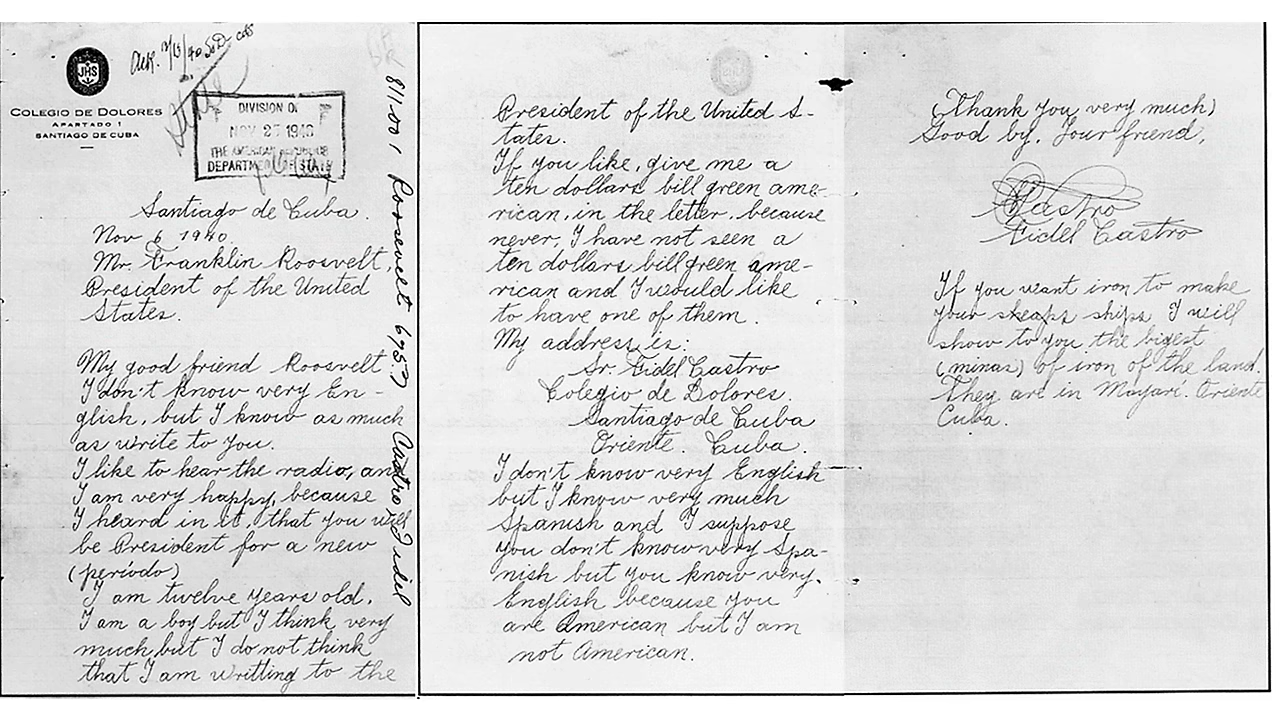 JHS
COLEGIO DE DOLORES
APARTADO 1
SANTIAGO DE CUBA
DIVISION OF
NOV 27 1940
THE AMERICAN REPUBLICS
DEPARTMENT OF STATE
Santiago de Cuba.
Nov 6 1940.
Mr. Franklin Roosvelt,
President of the United
States.
My good friend Roosvelt
I don't know very En-
glish, but I know as much
as write to you.
I like to hear the radio, and
I am very happy, because
I heard in it, that you will
be President for a new
(período)
I am twelve years old.
I am a boy but I think very
much but I do not think
that I am writting to the
811.001 Roosevelt Castro, Fidel
President of the United S-
tates.
If you like, give me a
ten dollars bill green ame-
rican, in the letter, because
never, I have not seen a
ten dollars bill green ame-
rican and I would like
to have one of them.
My address is:
Sr. Fidel Castro
Colegio de Dolores.
Santiago de Cuba
Oriente. Cuba.
I don't know very English
but I know very much
Spanish and I suppose
you don't know very Spa-
nish but you know very
English because you
are American but I am
not American.
(Thank you very much)
Good by. Your friend,
Castro
Fidel Castro
If you want iron to make
your sheaps ships I will
show to you the bigest
(minas) of iron of the land.
They are in Mayarí. Oriente
Cuba.